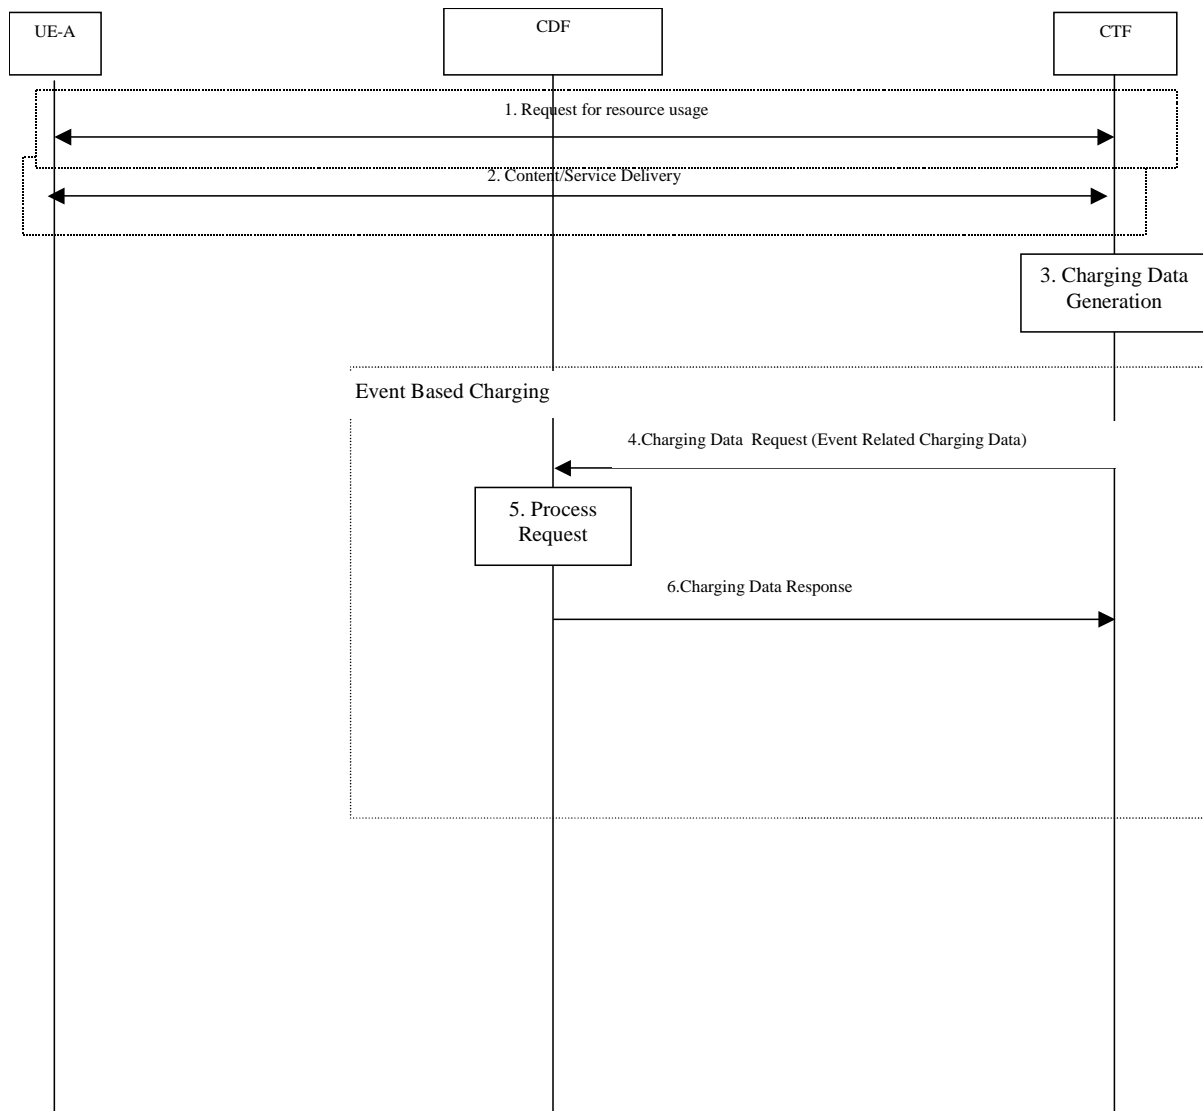 UE-A
CDF
CTF
1. Request for resource usage
2. Content/Service Delivery
3. Charging Data
Generation
Event Based Charging
4.Charging Data  Request (Event Related Charging Data)
5. Process
Request
6.Charging Data Response